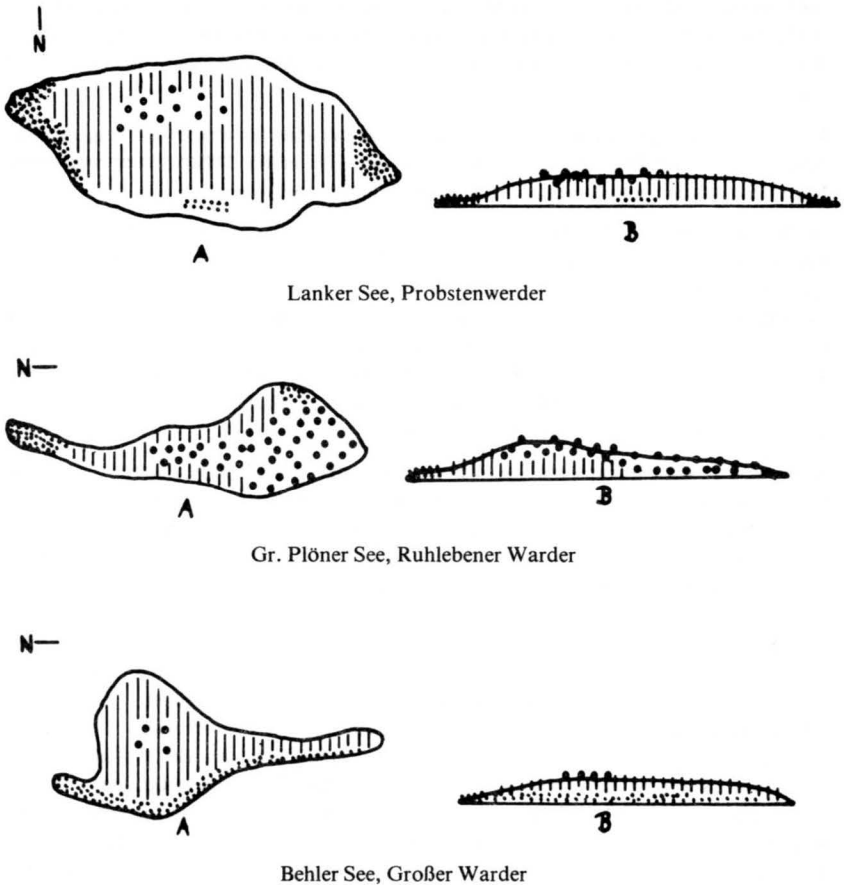 N
A
B
Lanker See, Probstenwerder
N
A
B
Gr. Plöner See, Ruhlebener Warder
N
A
B
Behler See, Großer Warder